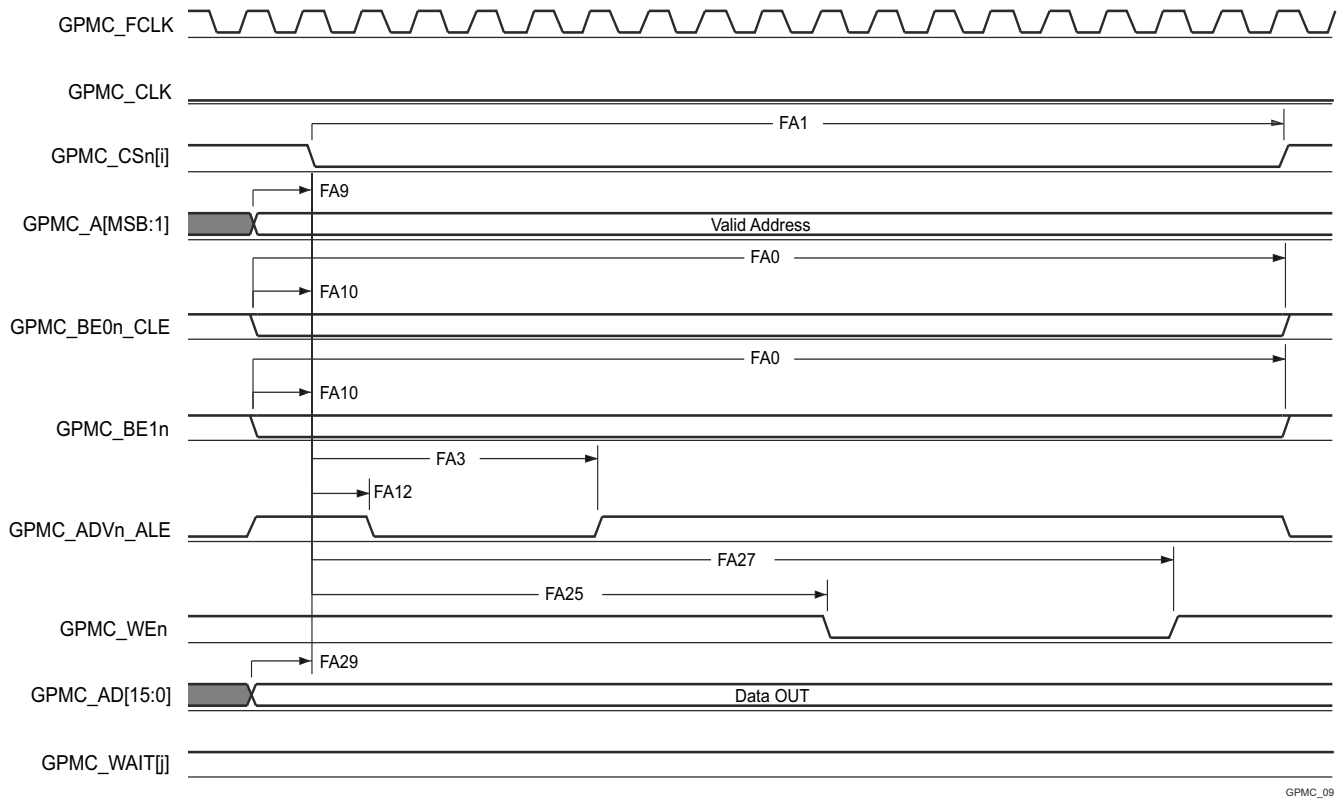 GPMC_FCLK
GPMC_CLK
FA1
GPMC_CSn[i]
FA9
GPMC_A[MSB:1]
Valid Address
FA0
FA10
GPMC_BE0n_CLE
FA0
FA10
GPMC_BE1n
FA3
FA12
GPMC_ADVn_ALE
FA27
FA25
GPMC_WEn
FA29
GPMC_AD[15:0]
Data OUT
GPMC_WAIT[j]
GPMC_09